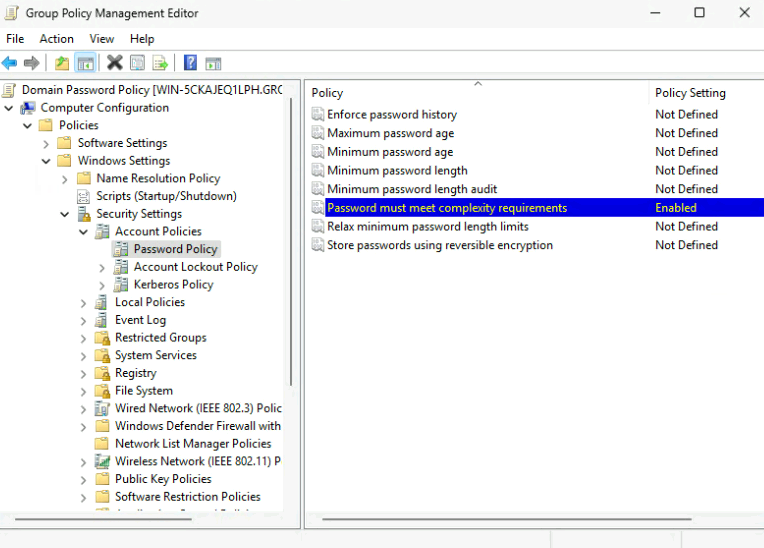 Group Policy Management Editor
File Action View Help
Domain Password Policy [WIN-5CKAJEQ1LPH.GRO
Computer Configuration
Policies
Software Settings
Windows Settings
Name Resolution Policy
Scripts (Startup/Shutdown)
Security Settings
Account Policies
Password Policy
Account Lockout Policy
Kerberos Policy
Local Policies
Event Log
Restricted Groups
System Services
Registry
File System
Wired Network (IEEE 802.3) Polic
Windows Defender Firewall with
Network List Manager Policies
Wireless Network (IEEE 802.11) P
Public Key Policies
Software Restriction Policies
Policy Policy Setting
Enforce password history Not Defined
Maximum password age Not Defined
Minimum password age Not Defined
Minimum password length Not Defined
Minimum password length audit Not Defined
Password must meet complexity requirements Enabled
Relax minimum password length limits Not Defined
Store passwords using reversible encryption Not Defined